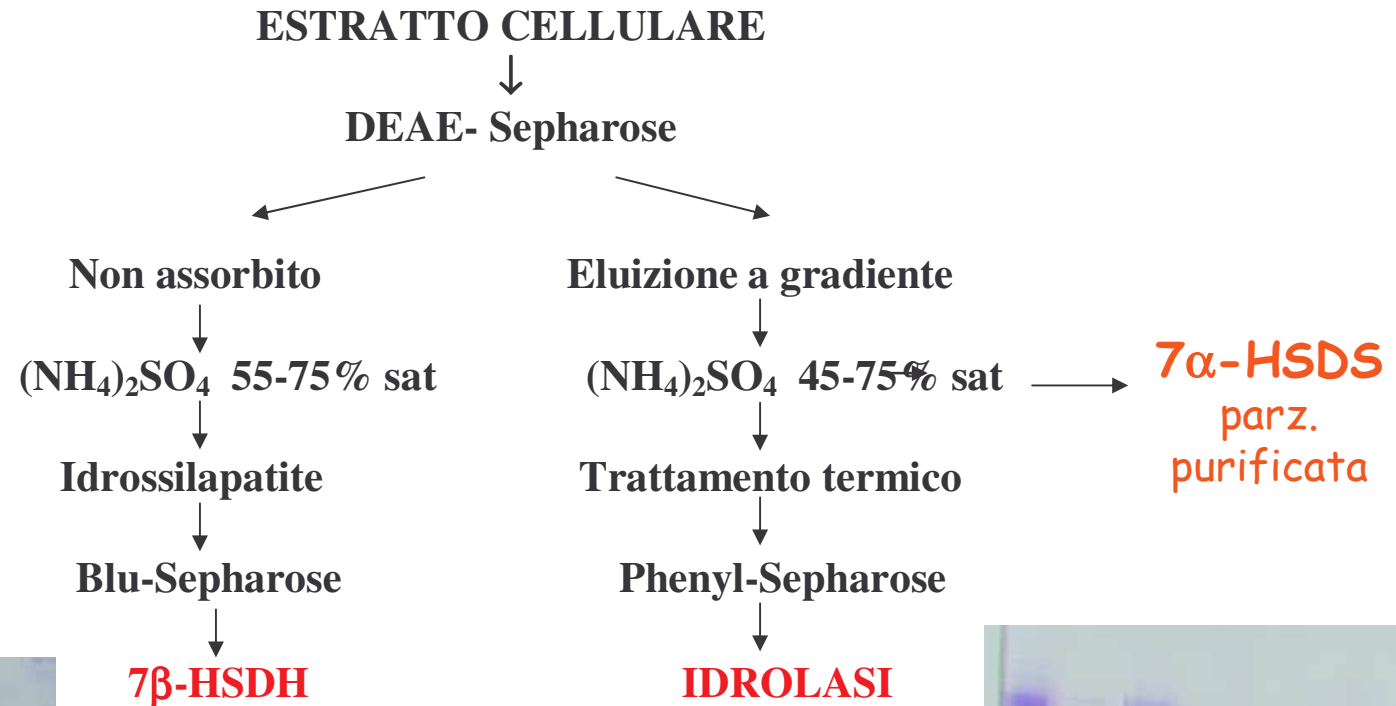 ESTRATTO CELLULARE
DEAE- Sepharose
Non assorbito
Eluizione a gradiente
(NH₄)₂SO₄ 55-75% sat
(NH₄)₂SO₄ 45-75% sat
7α-HSDS
parz.
purificata
Idrossilapatite
Trattamento termico
Blu-Sepharose
Phenyl-Sepharose
7β-HSDH
IDROLASI